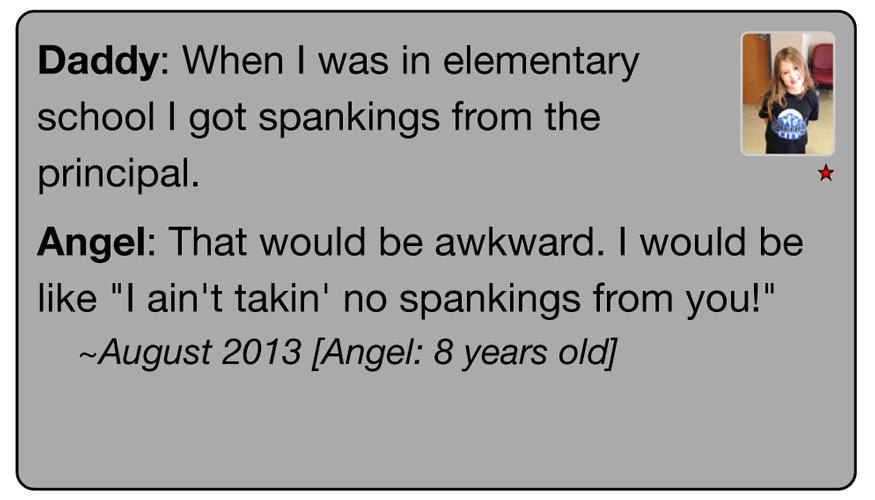 Daddy: When I was in elementary
school I got spankings from the
principal.
Angel: That would be awkward. I would be
like "I ain't takin' no spankings from you!"
~August 2013 [Angel: 8 years old]